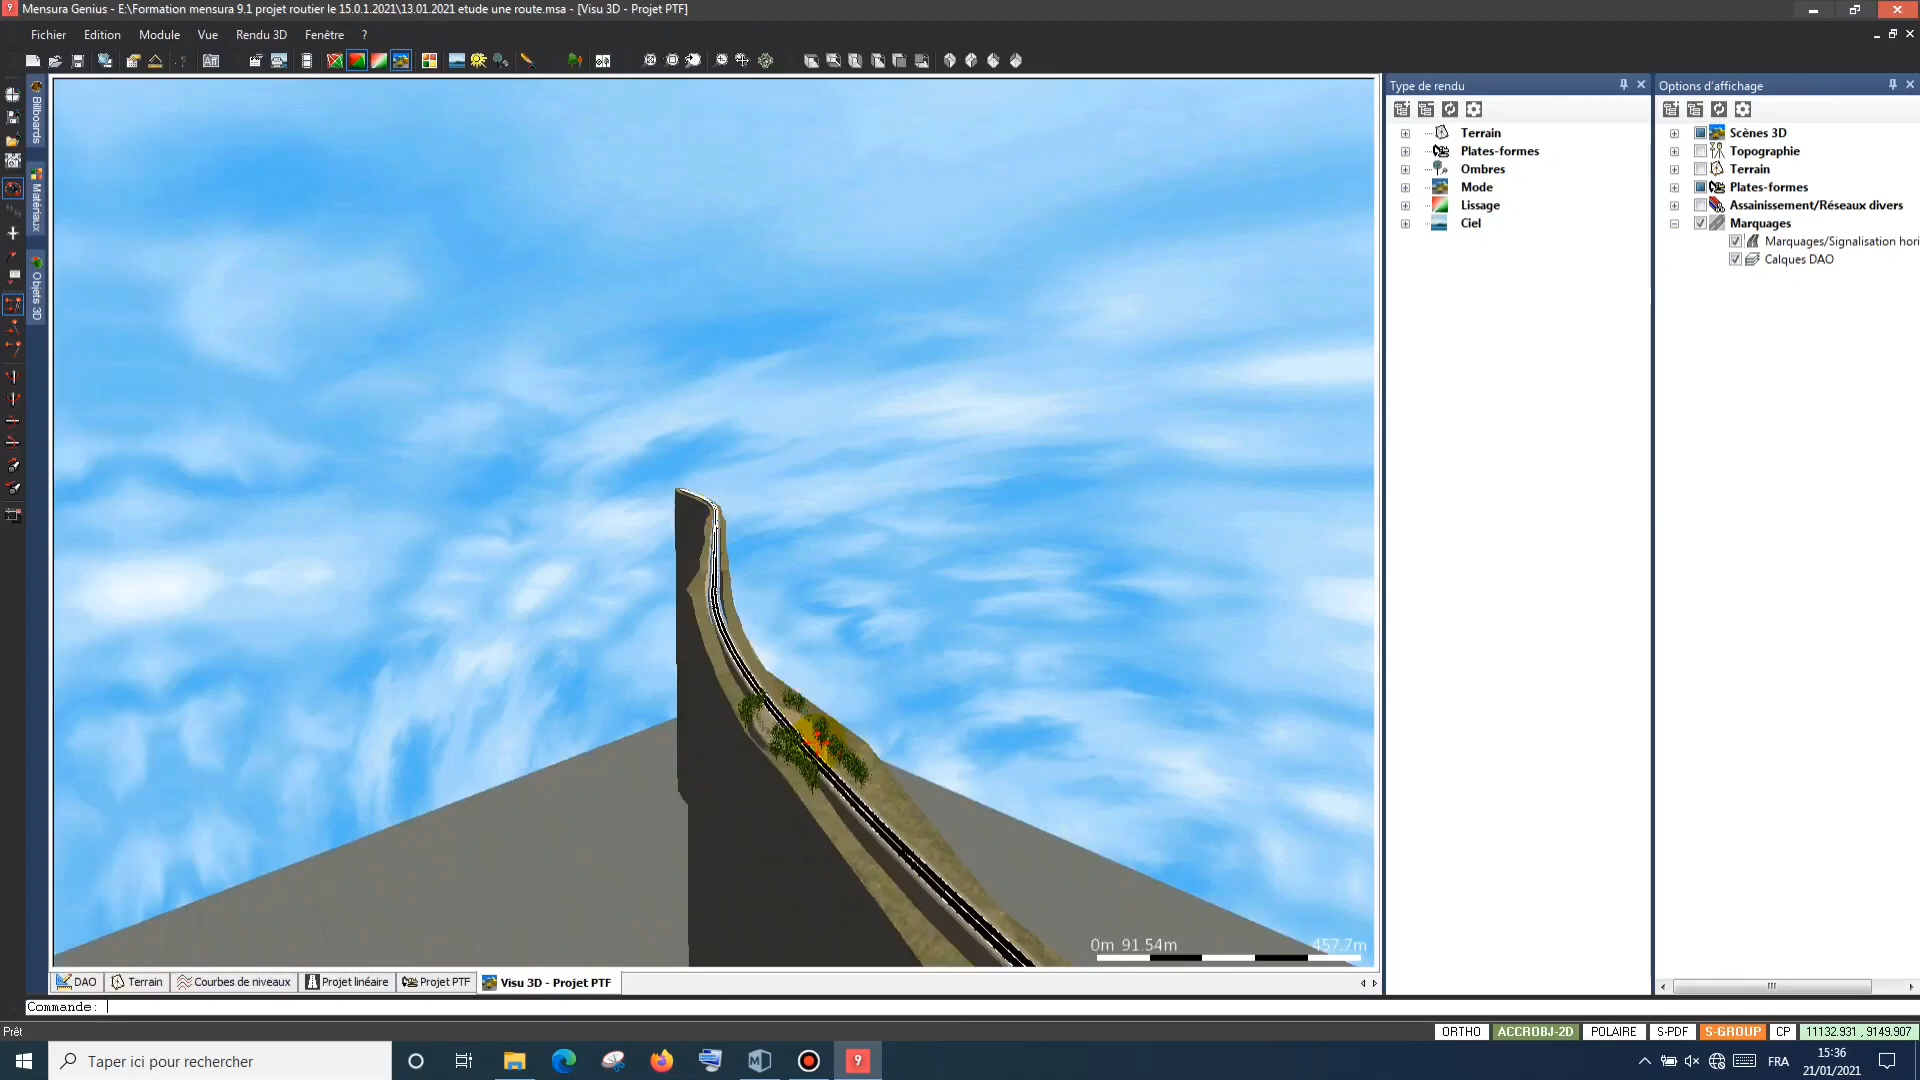 Mensura Genius - E:\Formation mensura 9.1 projet routier le 15.0.1.2021\13.01.2021 etude une route.msa - [Visu 3D - Projet PTF]
Fichier Edition Module Vue Rendu 3D Fenêtre ?
Aff
Billboards
Matériaux
Objets 3D
Type de rendu
Terrain
Plates-formes
Ombres
Mode
Lissage
Ciel
Options d'affichage
Scènes 3D
Topographie
Terrain
Plates-formes
Assainissement/Réseaux divers
Marquages
Marquages/Signalisation hori
Calques DAO
0m 91.54m 457.7m
DAO Terrain Courbes de niveaux Projet linéaire Projet PTF Visu 3D - Projet PTF
Commande:
Prêt
ORTHO ACCROBJ-2D POLAIRE S-PDF S-GROUP CP 11132.931 , 9149.907
Taper ici pour rechercher
9
FRA
15:36
21/01/2021